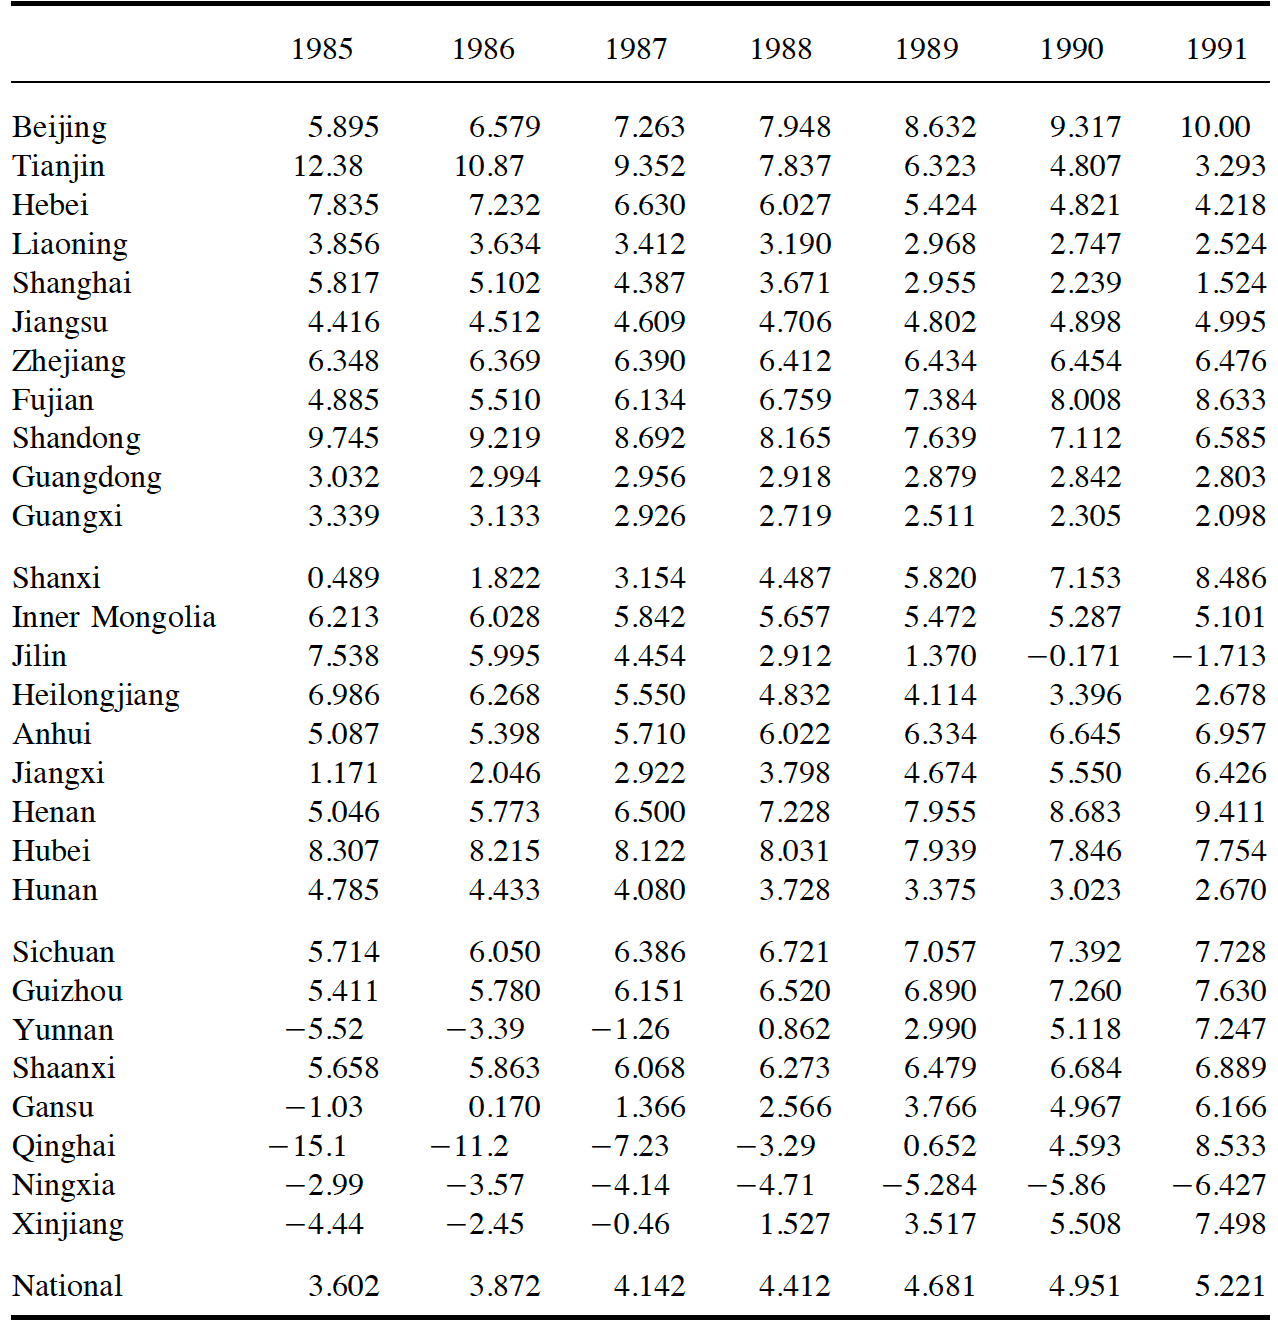 1985 1986 1987 1988 1989 1990 1991
Beijing 5.895 6.579 7.263 7.948 8.632 9.317 10.00
Tianjin 12.38 10.87 9.352 7.837 6.323 4.807 3.293
Hebei 7.835 7.232 6.630 6.027 5.424 4.821 4.218
Liaoning 3.856 3.634 3.412 3.190 2.968 2.747 2.524
Shanghai 5.817 5.102 4.387 3.671 2.955 2.239 1.524
Jiangsu 4.416 4.512 4.609 4.706 4.802 4.898 4.995
Zhejiang 6.348 6.369 6.390 6.412 6.434 6.454 6.476
Fujian 4.885 5.510 6.134 6.759 7.384 8.008 8.633
Shandong 9.745 9.219 8.692 8.165 7.639 7.112 6.585
Guangdong 3.032 2.994 2.956 2.918 2.879 2.842 2.803
Guangxi 3.339 3.133 2.926 2.719 2.511 2.305 2.098
Shanxi 0.489 1.822 3.154 4.487 5.820 7.153 8.486
Inner Mongolia 6.213 6.028 5.842 5.657 5.472 5.287 5.101
Jilin 7.538 5.995 4.454 2.912 1.370 −0.171 −1.713
Heilongjiang 6.986 6.268 5.550 4.832 4.114 3.396 2.678
Anhui 5.087 5.398 5.710 6.022 6.334 6.645 6.957
Jiangxi 1.171 2.046 2.922 3.798 4.674 5.550 6.426
Henan 5.046 5.773 6.500 7.228 7.955 8.683 9.411
Hubei 8.307 8.215 8.122 8.031 7.939 7.846 7.754
Hunan 4.785 4.433 4.080 3.728 3.375 3.023 2.670
Sichuan 5.714 6.050 6.386 6.721 7.057 7.392 7.728
Guizhou 5.411 5.780 6.151 6.520 6.890 7.260 7.630
Yunnan −5.52 −3.39 −1.26 0.862 2.990 5.118 7.247
Shaanxi 5.658 5.863 6.068 6.273 6.479 6.684 6.889
Gansu −1.03 0.170 1.366 2.566 3.766 4.967 6.166
Qinghai −15.1 −11.2 −7.23 −3.29 0.652 4.593 8.533
Ningxia −2.99 −3.57 −4.14 −4.71 −5.284 −5.86 −6.427
Xinjiang −4.44 −2.45 −0.46 1.527 3.517 5.508 7.498
National 3.602 3.872 4.142 4.412 4.681 4.951 5.221